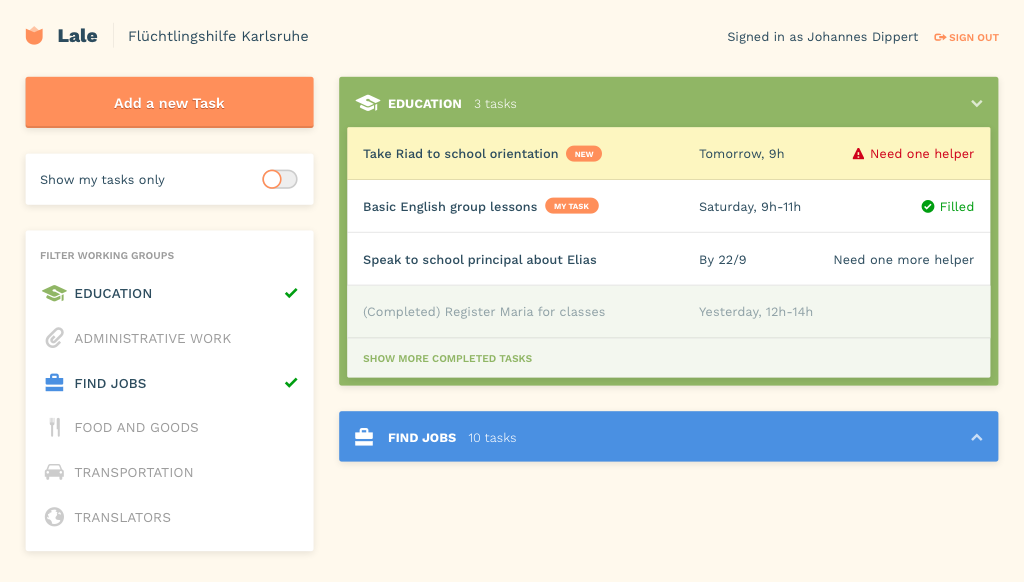 Lale Flüchtlingshilfe Karlsruhe
Signed in as Johannes Dippert SIGN OUT
Add a new Task
Show my tasks only
FILTER WORKING GROUPS
EDUCATION
ADMINISTRATIVE WORK
FIND JOBS
FOOD AND GOODS
TRANSPORTATION
TRANSLATORS
EDUCATION 3 tasks
Take Riad to school orientation NEW Tomorrow, 9h Need one helper
Basic English group lessons MY TASK Saturday, 9h-11h Filled
Speak to school principal about Elias By 22/9 Need one more helper
(Completed) Register Maria for classes Yesterday, 12h-14h
SHOW MORE COMPLETED TASKS
FIND JOBS 10 tasks